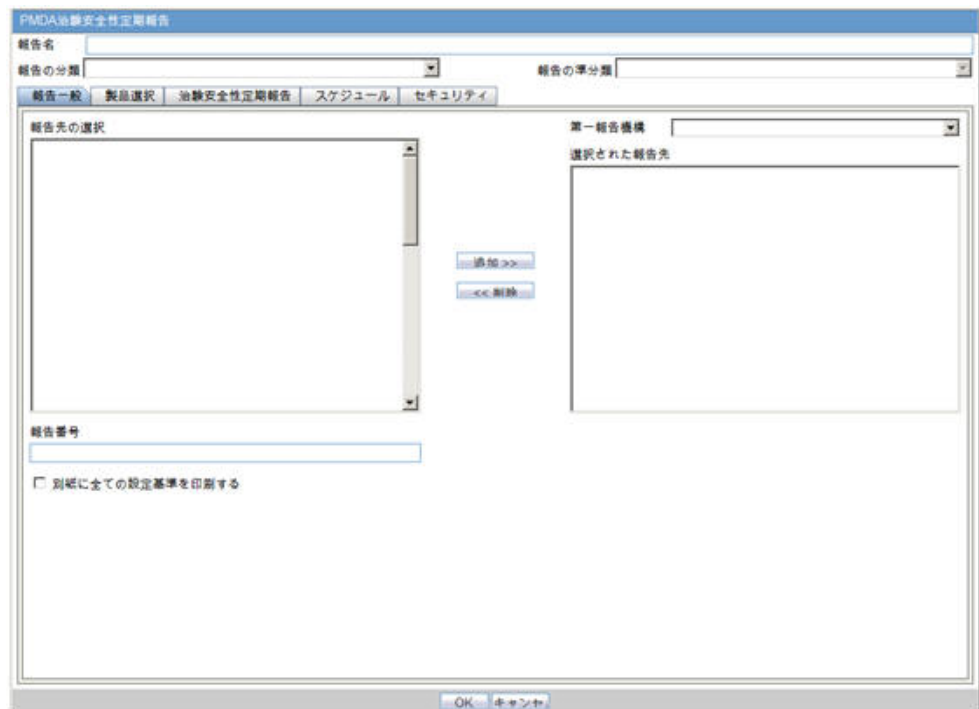 PMDA治験安全性定期報告
報告名
報告の分類 報告の準分類
報告一般 製品選択 治験安全性定期報告 スケジュール セキュリティ
報告先の選択 第一報告機構
選択された報告先
追加 >>
<< 削除
報告番号
別紙に全ての設定基準を印刷する
OK キャンセ